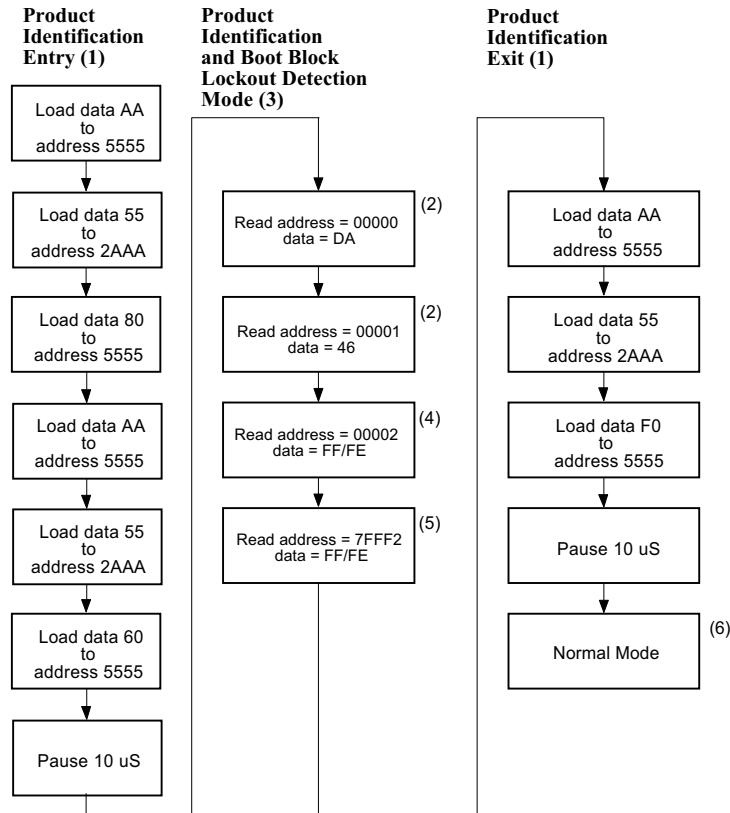 Product
Identification
Entry (1)
Load data AA
to
address 5555
Load data 55
to
address 2AAA
Load data 80
to
address 5555
Load data AA
to
address 5555
Load data 55
to
address 2AAA
Load data 60
to
address 5555
Pause 10 uS
Product
Identification
and Boot Block
Lockout Detection
Mode (3)
Read address = 00000
data = DA
(2)
Read address = 00001
data = 46
(2)
Read address = 00002
data = FF/FE
(4)
Read address = 7FFF2
data = FF/FE
(5)
Product
Identification
Exit (1)
Load data AA
to
address 5555
Load data 55
to
address 2AAA
Load data F0
to
address 5555
Pause 10 uS
Normal Mode
(6)